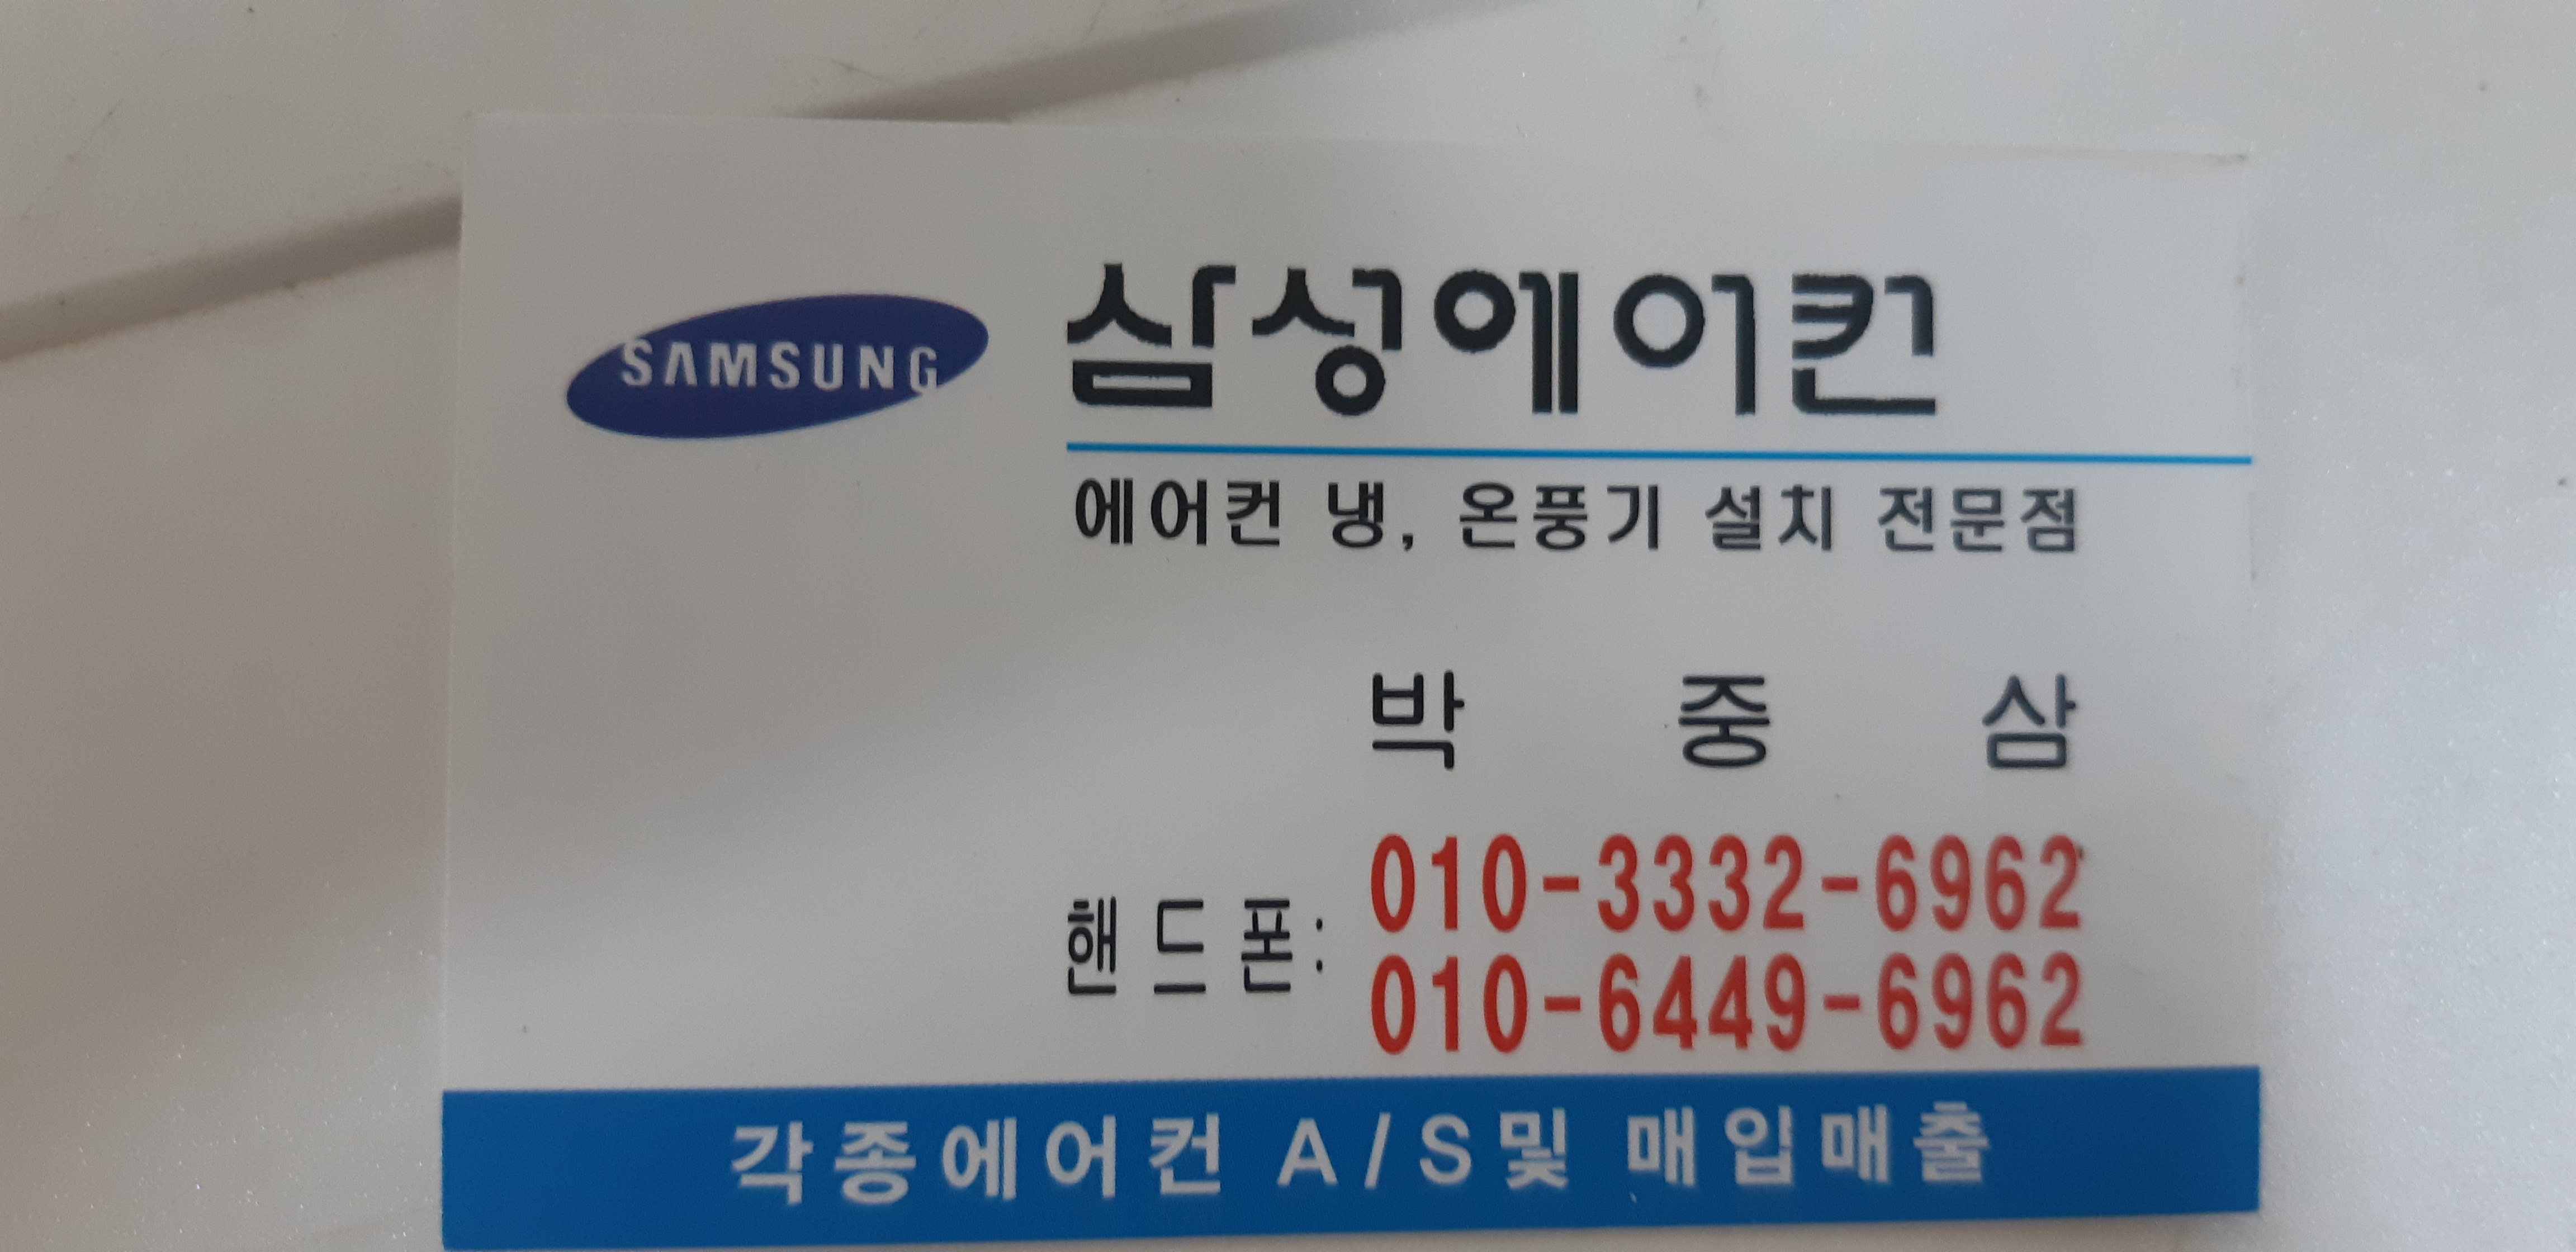 SAMSUNG
삼성에어컨
에어컨 냉, 온풍기 설치 전문점
박 중 삼
핸드폰:
010-3332-6962
010-6449-6962
각종에어컨 A/S및 매입매출